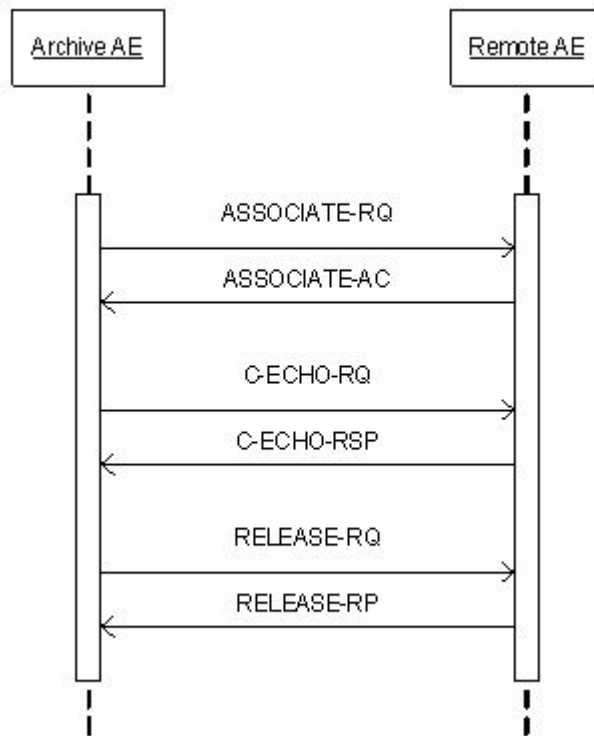 Archive AE
Remote AE
ASSOCIATE-RQ
ASSOCIATE-AC
C-ECHO-RQ
C-ECHO-RSP
RELEASE-RQ
RELEASE-RP